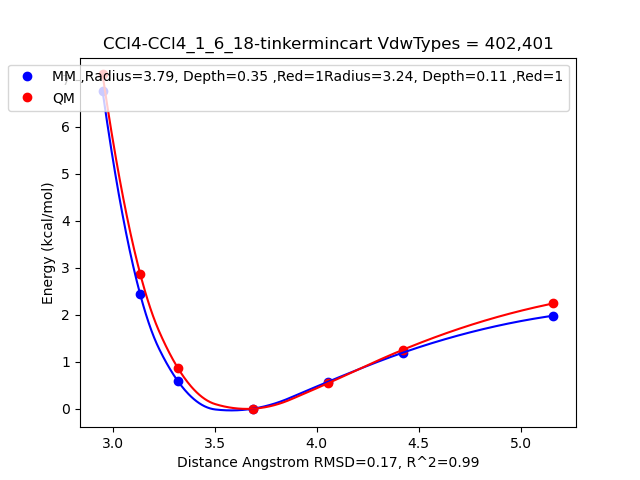 CCl4-CCl4_1_6_18-tinkermincart VdwTypes = 402,401
MM ,Radius=3.79, Depth=0.35 ,Red=1Radius=3.24, Depth=0.11 ,Red=1
QM
Energy (kcal/mol)
6
5
4
3
2
1
0
3.0 3.5 4.0 4.5 5.0
Distance Angstrom RMSD=0.17, R^2=0.99